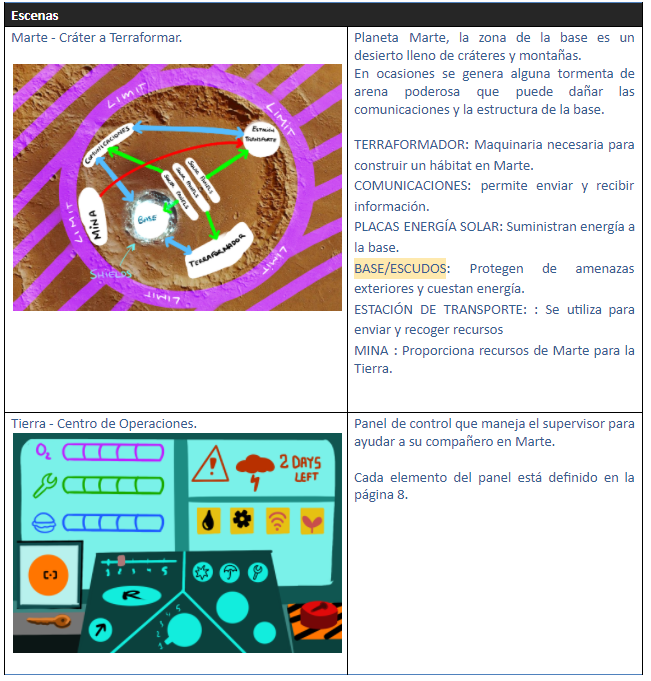 Escenas
Marte - Cráter a Terraformar.
LIMIT
LIMIT
LIMIT
LIMIT
LIMIT
COMUNICACIONES
ESTACIÓN
TRANSPORTE
SOLAR PANELS
SOLAR PANELS
SOLAR PANELS
MINA
BASE
TERRAFORMADOR
SHIELDS
Planeta Marte, la zona de la base es un
desierto lleno de cráteres y montañas.
En ocasiones se genera alguna tormenta de
arena poderosa que puede dañar las
comunicaciones y la estructura de la base.
TERRAFORMADOR: Maquinaria necesaria para
construir un hábitat en Marte.
COMUNICACIONES: permite enviar y recibir
información.
PLACAS ENERGÍA SOLAR: Suministran energía a
la base.
BASE/ESCUDOS: Protegen de amenazas
exteriores y cuestan energía.
ESTACIÓN DE TRANSPORTE: : Se utiliza para
enviar y recoger recursos
MINA : Proporciona recursos de Marte para la
Tierra.
Tierra - Centro de Operaciones.
O2
2 DAYS
LEFT
1 2 3 4 5
R
1 2 3 4 5
Panel de control que maneja el supervisor para
ayudar a su compañero en Marte.
Cada elemento del panel está definido en la
página 8.